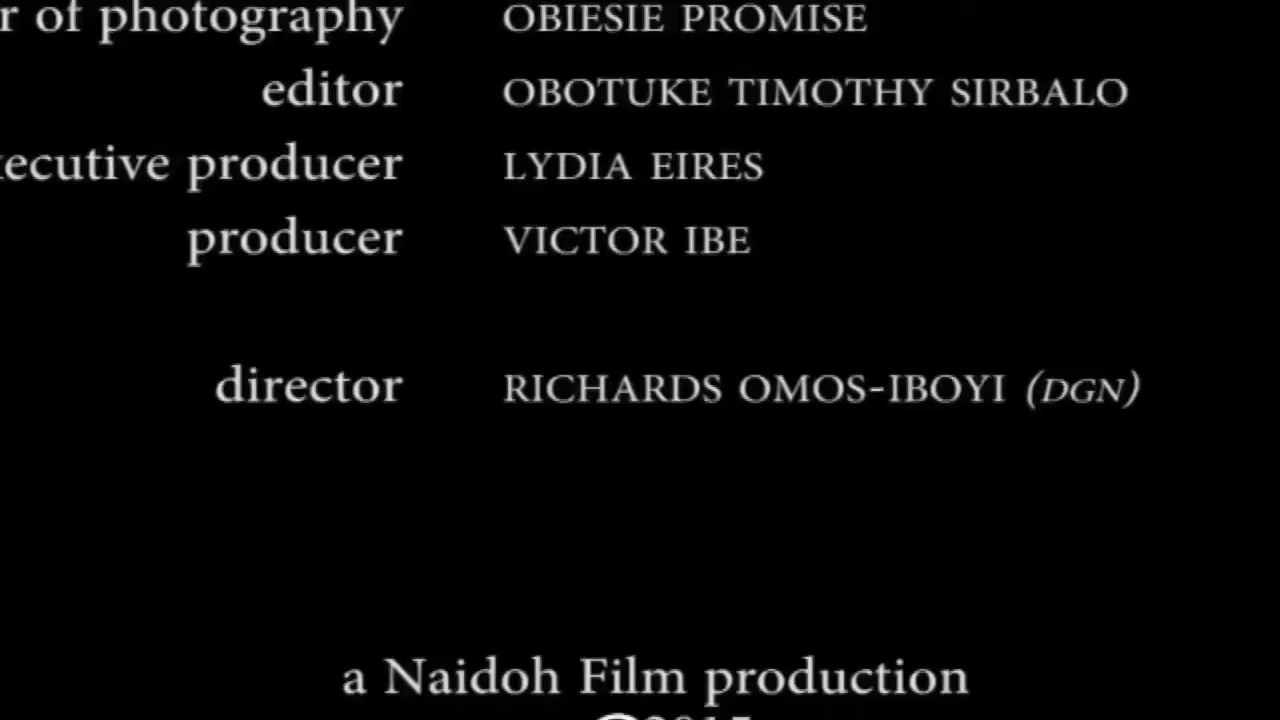 r of photography OBIESIE PROMISE
editor OBOTUKE TIMOTHY SIRBALO
xecutive producer LYDIA EIRES
producer VICTOR IBE
director RICHARDS OMOS-IBOYI (DGN)
a Naidoh Film production